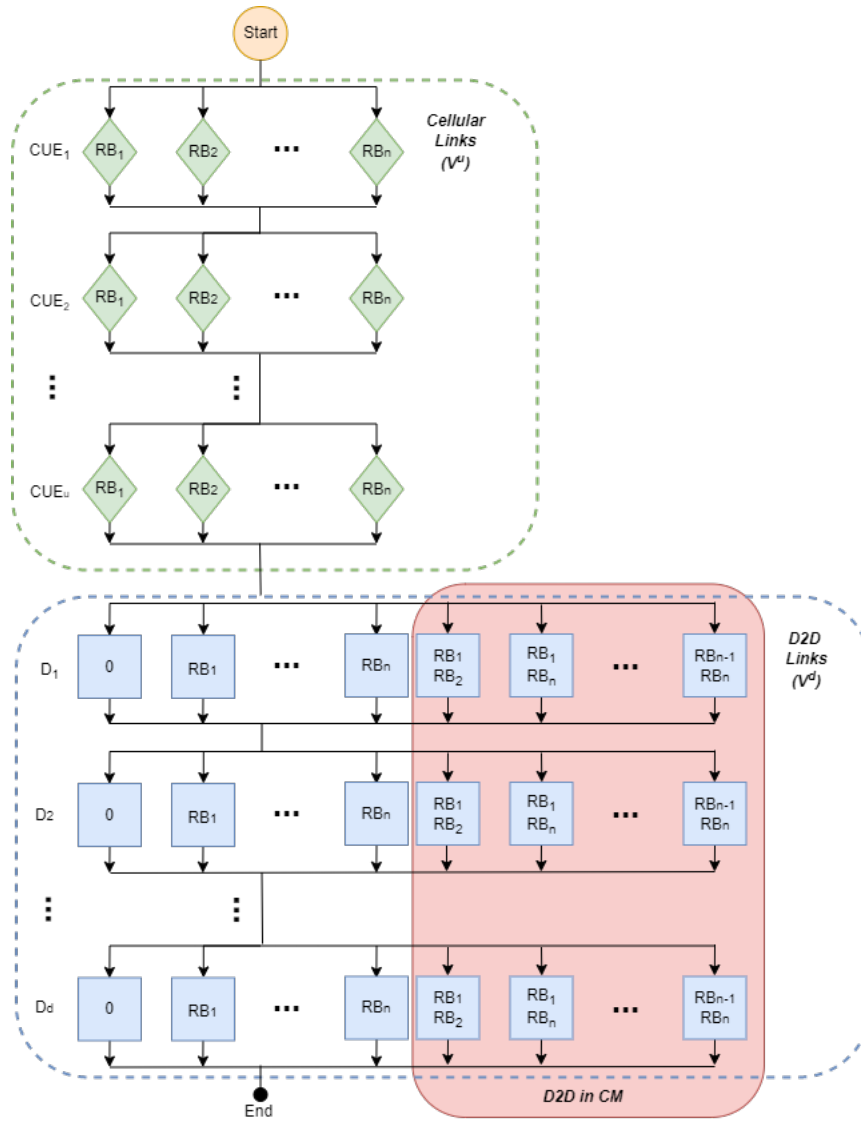 Start
Cellular
Links
(Vᵘ)
CUE₁ RB₁ RB₂ ... RBₙ
CUE₂ RB₁ RB₂ ... RBₙ
⋮ ⋮
CUEᵤ RB₁ RB₂ ... RBₙ
D2D
Links
(Vᵈ)
D₁ 0 RB₁ ... RBₙ RB₁ RB₁ ... RBₙ₋₁
RB₂ RBₙ RBₙ
D₂ 0 RB₁ ... RBₙ RB₁ RB₁ ... RBₙ₋₁
RB₂ RBₙ RBₙ
⋮ ⋮
Dd 0 RB₁ ... RBₙ RB₁ RB₁ ... RBₙ₋₁
RB₂ RBₙ RBₙ
D2D in CM
End